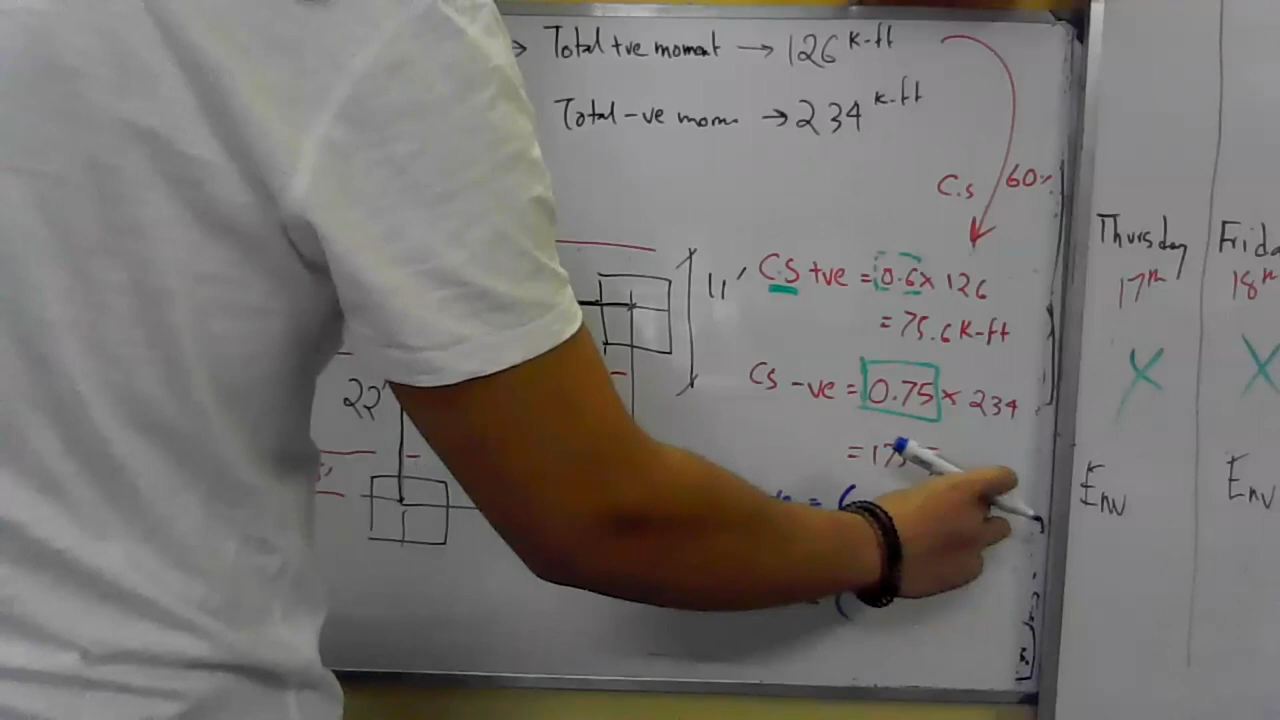 Total +ve moment → 126 K-ft
Total -ve mom → 234 K-ft
C.s 60%
11'
CS +ve = 0.6 x 126
= 75.6 K-ft
Cs -ve = 0.75 x 234
22'
Thursday
17th
X
Env
Frida
18th
X
Env